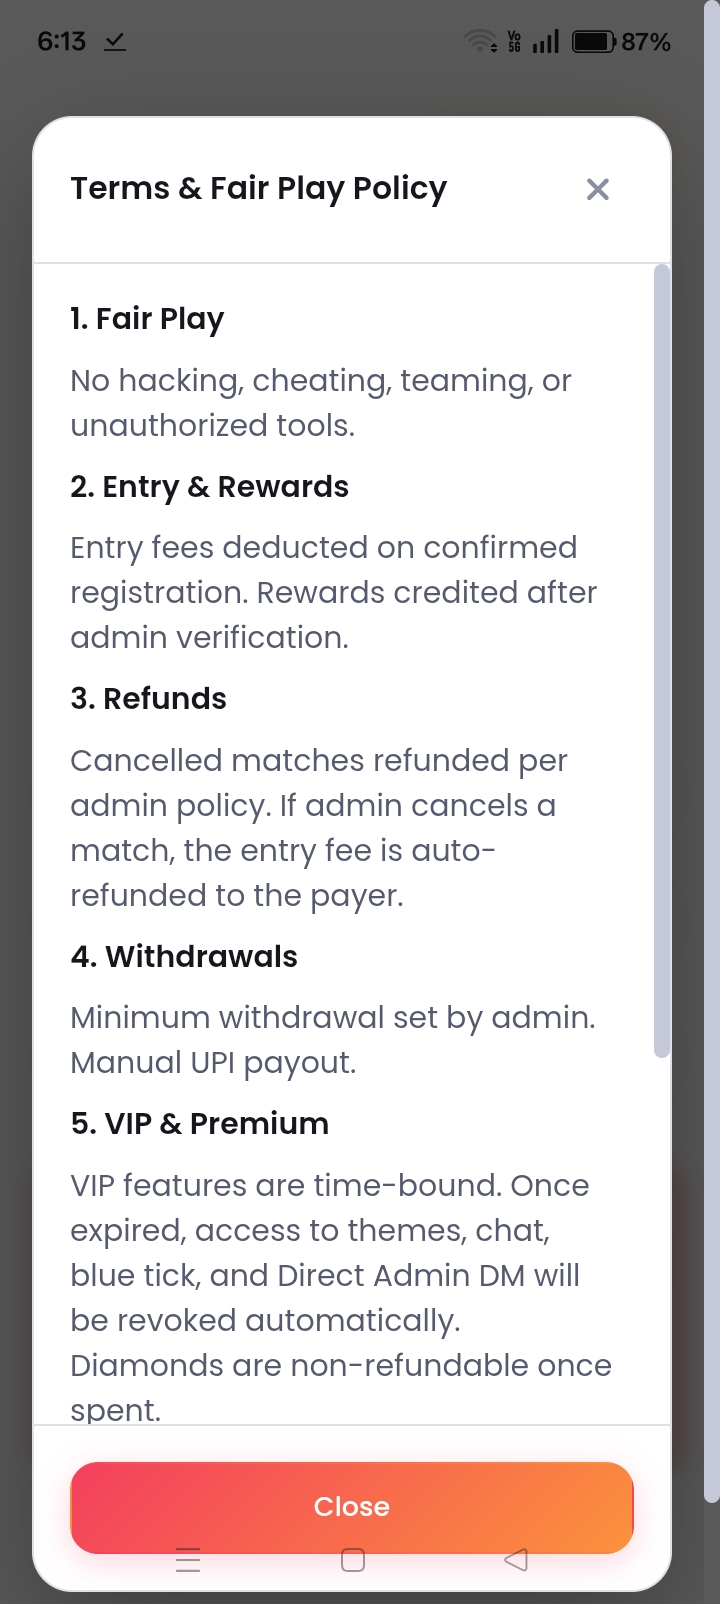 6:13
Vo 5G
87%
Terms & Fair Play Policy
1. Fair Play
No hacking, cheating, teaming, or
unauthorized tools.
2. Entry & Rewards
Entry fees deducted on confirmed
registration. Rewards credited after
admin verification.
3. Refunds
Cancelled matches refunded per
admin policy. If admin cancels a
match, the entry fee is auto-
refunded to the payer.
4. Withdrawals
Minimum withdrawal set by admin.
Manual UPI payout.
5. VIP & Premium
VIP features are time-bound. Once
expired, access to themes, chat,
blue tick, and Direct Admin DM will
be revoked automatically.
Diamonds are non-refundable once
spent.
Close